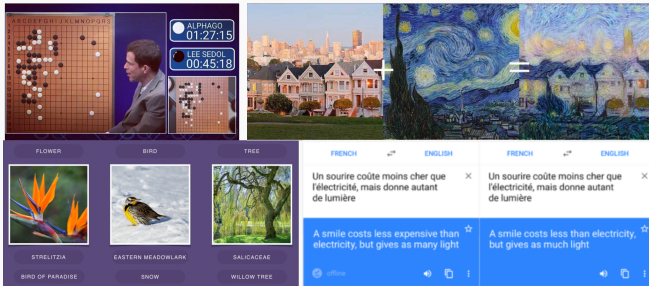 A B C D E F G H J K L M N O P Q R S
ALPHAGO
01:27:15
LEE SEDOL
00:45:18
+
=
FLOWER
BIRD
TREE
STRELITZIA
EASTERN MEADOWLARK
SALICACEAE
BIRD OF PARADISE
SNOW
WILLOW TREE
FRENCH
ENGLISH
Un sourire coûte moins cher que
l'électricité, mais donne autant
de lumière
A smile costs less expensive than
electricity, but gives as many light
offline
FRENCH
ENGLISH
Un sourire coûte moins cher que
l'électricité, mais donne autant
de lumière
A smile costs less than electricity,
but gives as much light